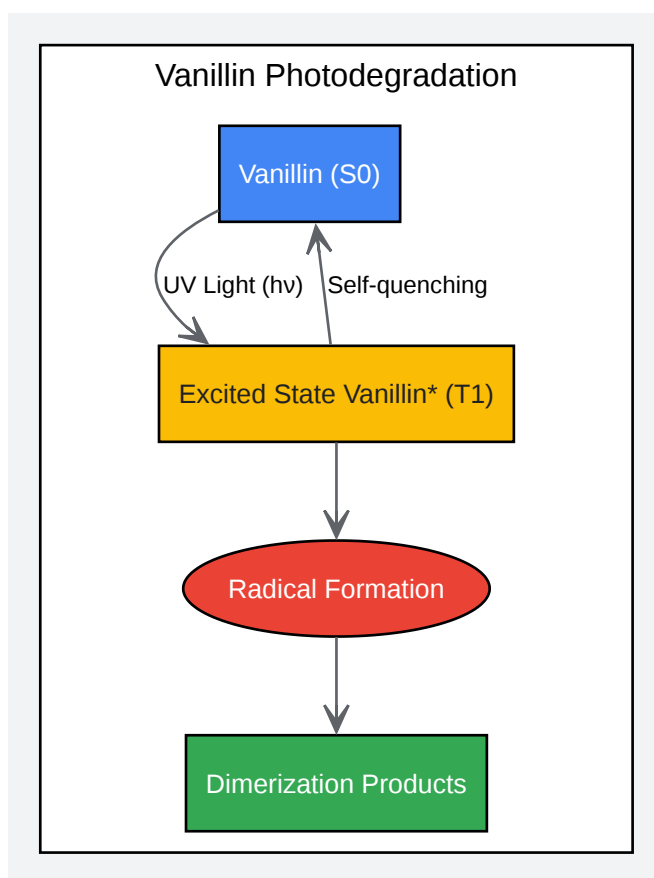 Vanillin Photodegradation
Vanillin (S0)
UV Light (hν)
Self-quenching
Excited State Vanillin* (T1)
Radical Formation
Dimerization Products